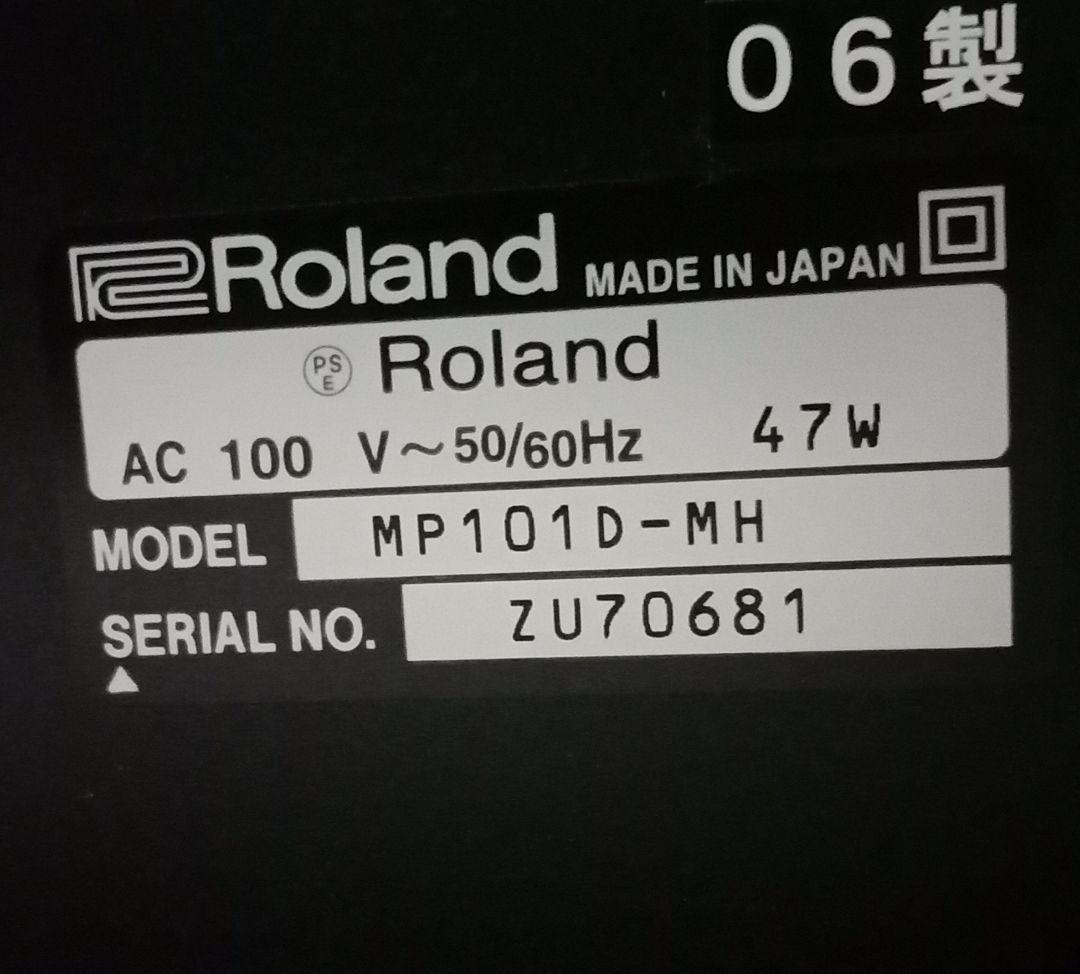 06製
Roland MADE IN JAPAN
PSE Roland
AC 100 V~50/60Hz 47W
MODEL MP101D-MH
SERIAL NO. ZU70681